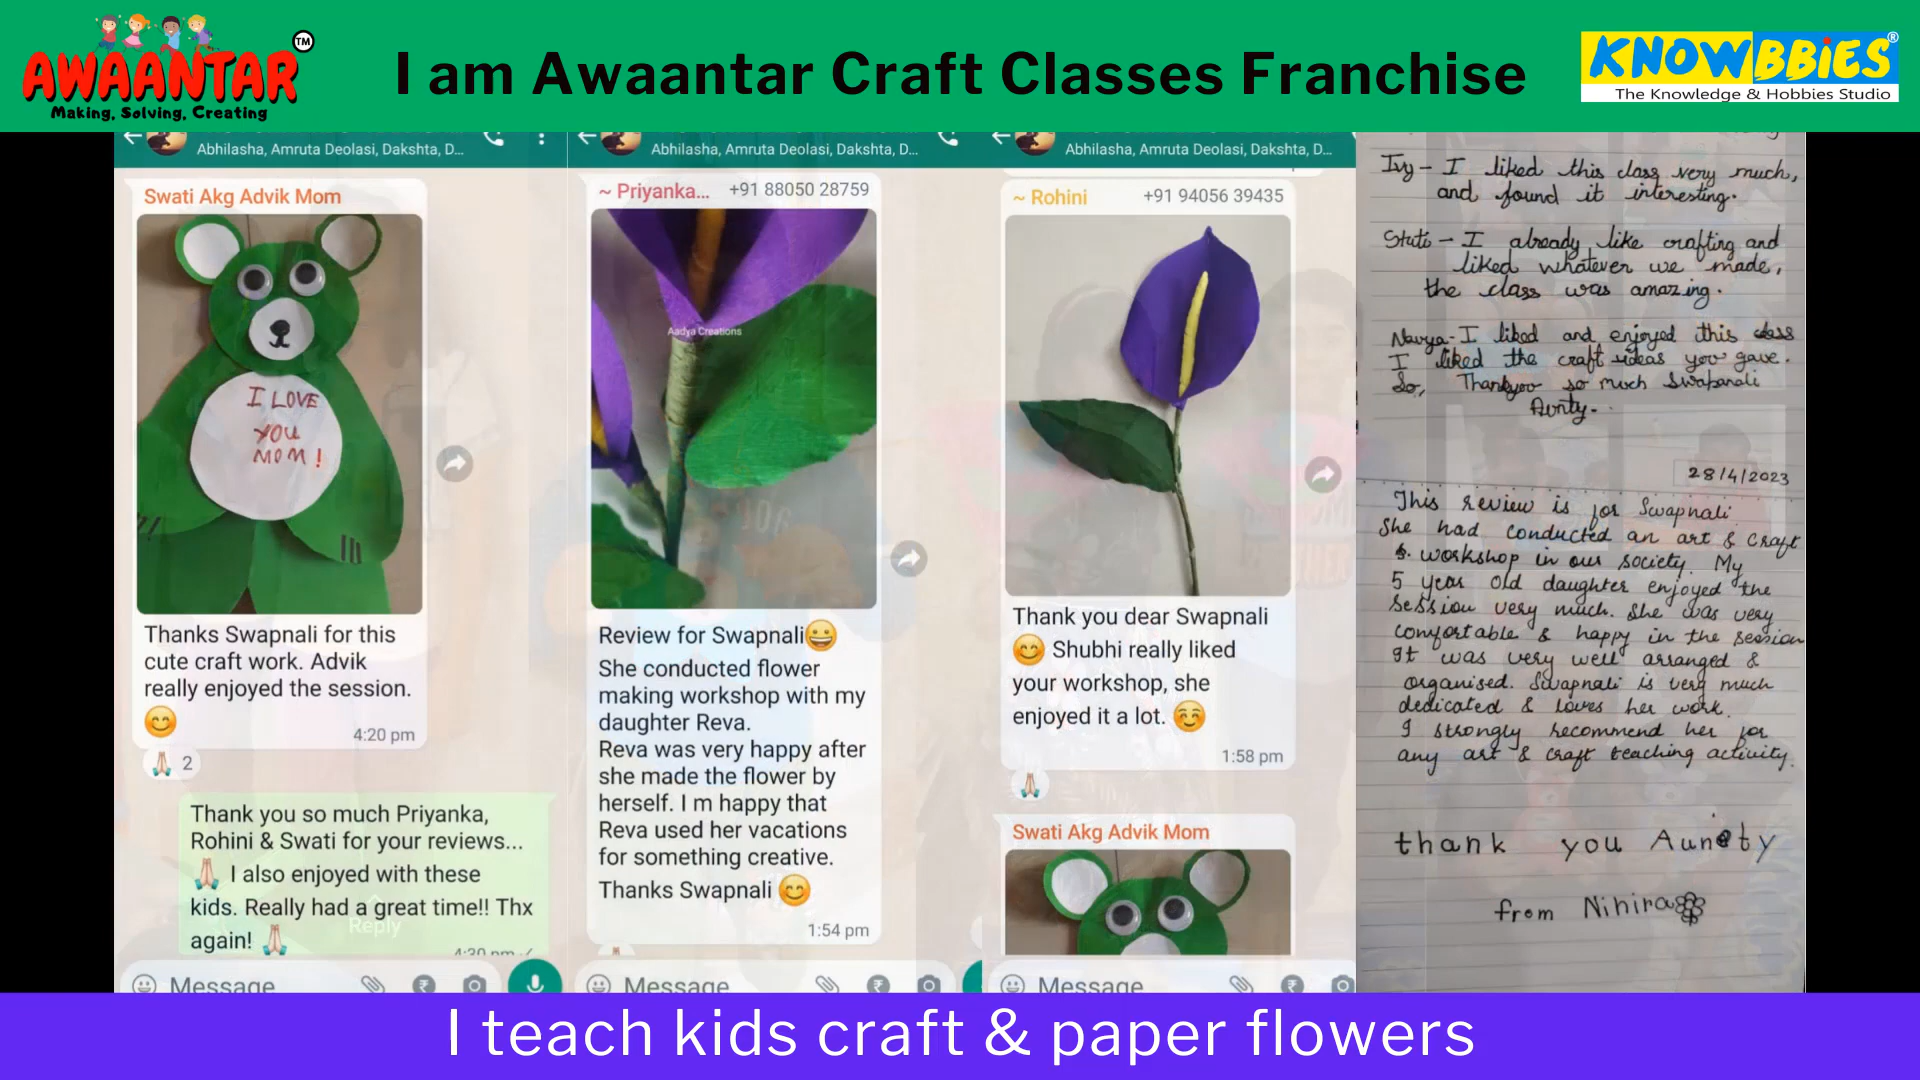 AWAANTAR TM
Making, Solving, Creating
I am Awaantar Craft Classes Franchise
KNOWBBIES®
The Knowledge & Hobbies Studio
Abhilasha, Amruta Deolasi, Dakshta, D...
Swati Akg Advik Mom
I LOVE
YOU
MOM!
Thanks Swapnali for this
cute craft work. Advik
really enjoyed the session.
😊
4:20 pm
🙏 2
Thank you so much Priyanka,
Rohini & Swati for your reviews...
🙏 I also enjoyed with these
kids. Really had a great time!! Thx
again! 🙏
Reply
4:30 pm
Message
Abhilasha, Amruta Deolasi, Dakshta, D...
~ Priyanka... +91 88050 28759
Aadya Creations
Review for Swapnali😀
She conducted flower
making workshop with my
daughter Reva.
Reva was very happy after
she made the flower by
herself. I m happy that
Reva used her vacations
for something creative.
Thanks Swapnali 😊
1:54 pm
Message
Abhilasha, Amruta Deolasi, Dakshta, D...
~ Rohini +91 94056 39435
Thank you dear Swapnali
😊 Shubhi really liked
your workshop, she
enjoyed it a lot. ☺️
1:58 pm
🙏
Swati Akg Advik Mom
Message
Ivy - I liked this class very much,
and found it interesting.
Stuti - I already like crafting and
liked whatever we made,
the class was amazing.
Navya - I liked and enjoyed this class
I liked the craft ideas you gave.
So, Thankyou so much Swapanali
Aunty.
28/4/2023
This review is for Swapnali
She had conducted an art & craft
workshop in our society. My
5 year old daughter enjoyed the
session very much. She was very
comfortable & happy in the session
It was very well arranged &
organised. Swapnali is very much
dedicated & loves her work.
I strongly recommend her for
any art & craft teaching activity.
thank you Aunty
from Nihira
I teach kids craft & paper flowers